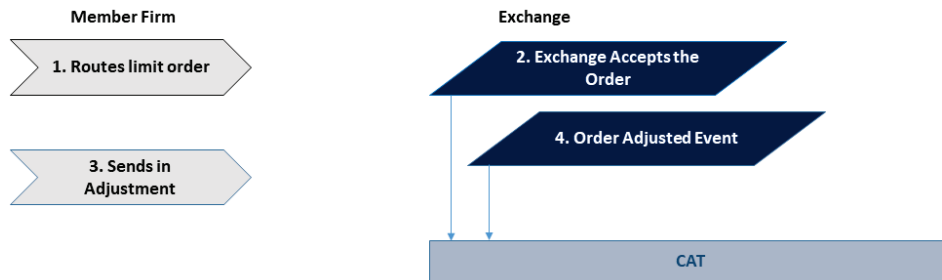 Member Firm
Exchange
1. Routes limit order
2. Exchange Accepts the
Order
4. Order Adjusted Event
3. Sends in
Adjustment
CAT